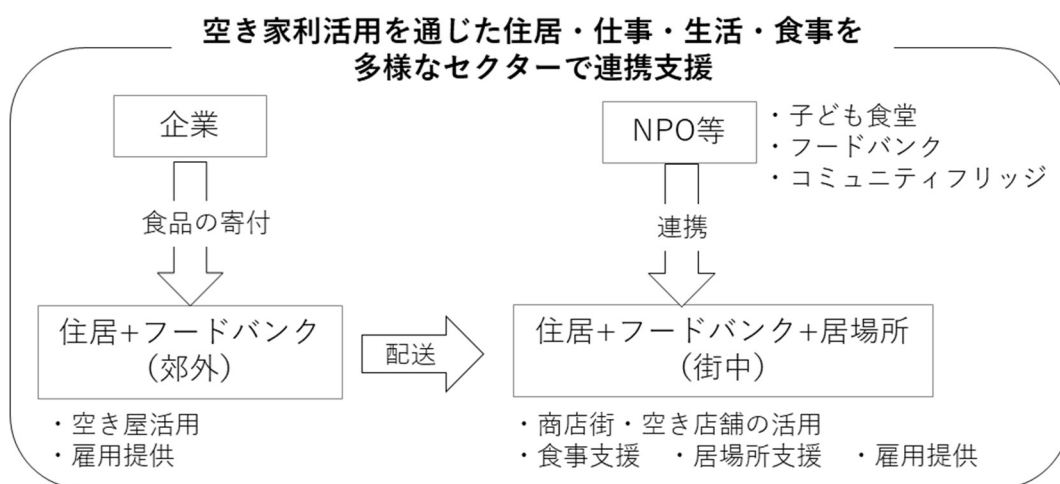 空き家利活用を通じた住居・仕事・生活・食事を
多様なセクターで連携支援
企業
NPO等
・子ども食堂
・フードバンク
・コミュニティフリッジ
食品の寄付
連携
住居+フードバンク
（郊外）
配送
住居+フードバンク+居場所
（街中）
・空き屋活用
・雇用提供
・商店街・空き店舗の活用
・食事支援　・居場所支援　・雇用提供